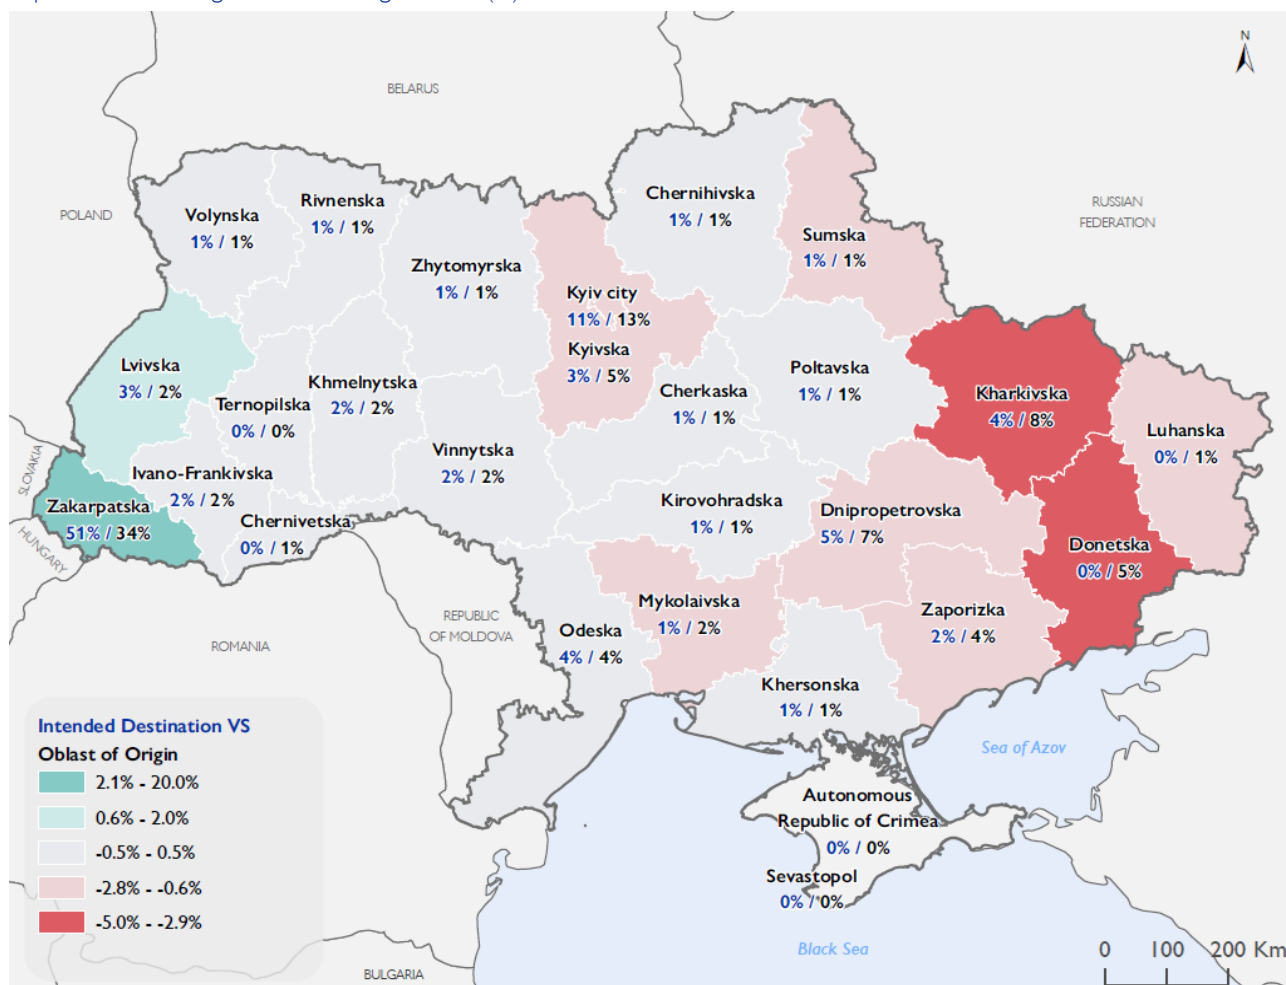 N
BELARUS
POLAND
RUSSIAN
FEDERATION
Volynska
1% / 1%
Rivnenska
1% / 1%
Zhytomyrska
1% / 1%
Chernihivska
1% / 1%
Sumska
1% / 1%
Kyiv city
11% / 13%
Kyivska
3% / 5%
Lvivska
3% / 2%
Ternopilska
0% / 0%
Khmelnytska
2% / 2%
Cherkaska
1% / 1%
Poltavska
1% / 1%
Kharkivska
4% / 8%
Luhanska
0% / 1%
SLOVAKIA
HUNGARY
Zakarpatska
51% / 34%
Ivano-Frankivska
2% / 2%
Chernivetska
0% / 1%
Vinnytska
2% / 2%
Kirovohradska
1% / 1%
Dnipropetrovska
5% / 7%
Donetska
0% / 5%
ROMANIA
REPUBLIC
OF MOLDOVA
Odeska
4% / 4%
Mykolaivska
1% / 2%
Zaporizka
2% / 4%
Khersonska
1% / 1%
Sea of Azov
Autonomous
Republic of Crimea
0% / 0%
Sevastopol
0% / 0%
Black Sea
BULGARIA
Intended Destination VS
Oblast of Origin
2.1% - 20.0%
0.6% - 2.0%
-0.5% - 0.5%
-2.8% - -0.6%
-5.0% - -2.9%
0 100 200 Km